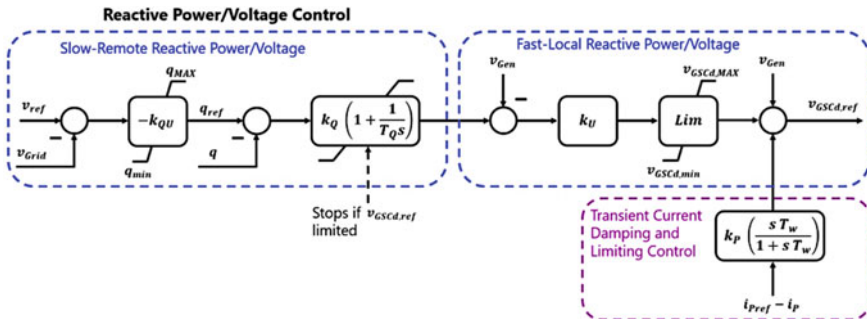 Reactive Power/Voltage Control
Slow-Remote Reactive Power/Voltage
Fast-Local Reactive Power/Voltage
v_Gen
v_GSCd,MAX
v_Gen
q_MAX
v_ref
−k_QU
q_ref
k_Q (1 + 1/(T_Q s))
k_U
Lim
v_GSCd,ref
v_Grid
q_min
q
v_GSCd,min
Stops if v_GSCd,ref
limited
Transient Current
Damping and
Limiting Control
k_P (s T_w/(1 + s T_w))
i_Pref − i_P